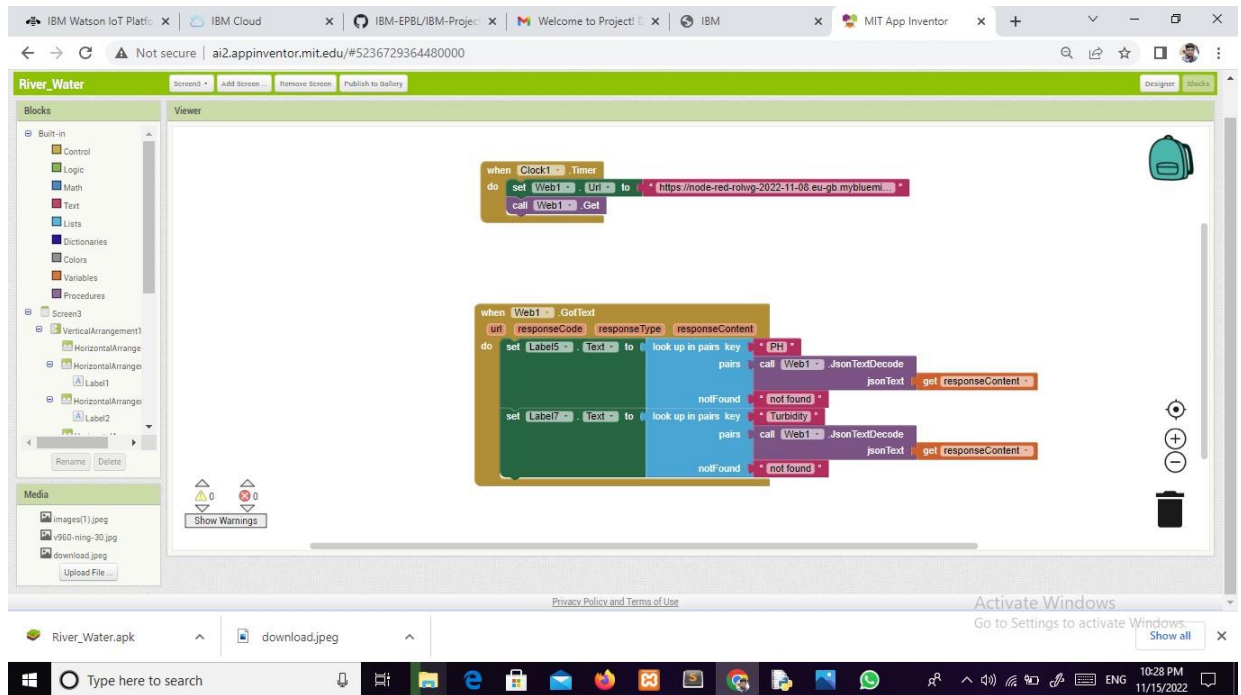 IBM Watson IoT Platfo
IBM Cloud
IBM-EPBL/IBM-Project
Welcome to Project!
IBM
MIT App Inventor
Not secure | ai2.appinventor.mit.edu/#5236729364480000
River_Water
Screen3
Add Screen ...
Remove Screen
Publish to Gallery
Designer
Blocks
Blocks
Viewer
Built-in
Control
Logic
Math
Text
Lists
Dictionaries
Colors
Variables
Procedures
Screen3
VerticalArrangement1
HorizontalArrange
HorizontalArranger
Label1
HorizontalArranger
Label2
Rename
Delete
Media
images(1).jpeg
v960-ning-30.jpg
download.jpeg
Upload File ...
when Clock1 .Timer
do set Web1 . Url to " https://node-red-rolwg-2022-11-08.eu-gb.mybluemi... "
call Web1 .Get
when Web1 .GotText
url responseCode responseType responseContent
do set Label5 . Text to look up in pairs key " PH "
pairs call Web1 .JsonTextDecode
jsonText get responseContent
notFound " not found "
set Label7 . Text to look up in pairs key " Turbidity "
pairs call Web1 .JsonTextDecode
jsonText get responseContent
notFound " not found "
0 0
Show Warnings
Privacy Policy and Terms of Use
Activate Windows
Go to Settings to activate Windows.
River_Water.apk
download.jpeg
Show all
Type here to search
ENG
10:28 PM
11/15/2022